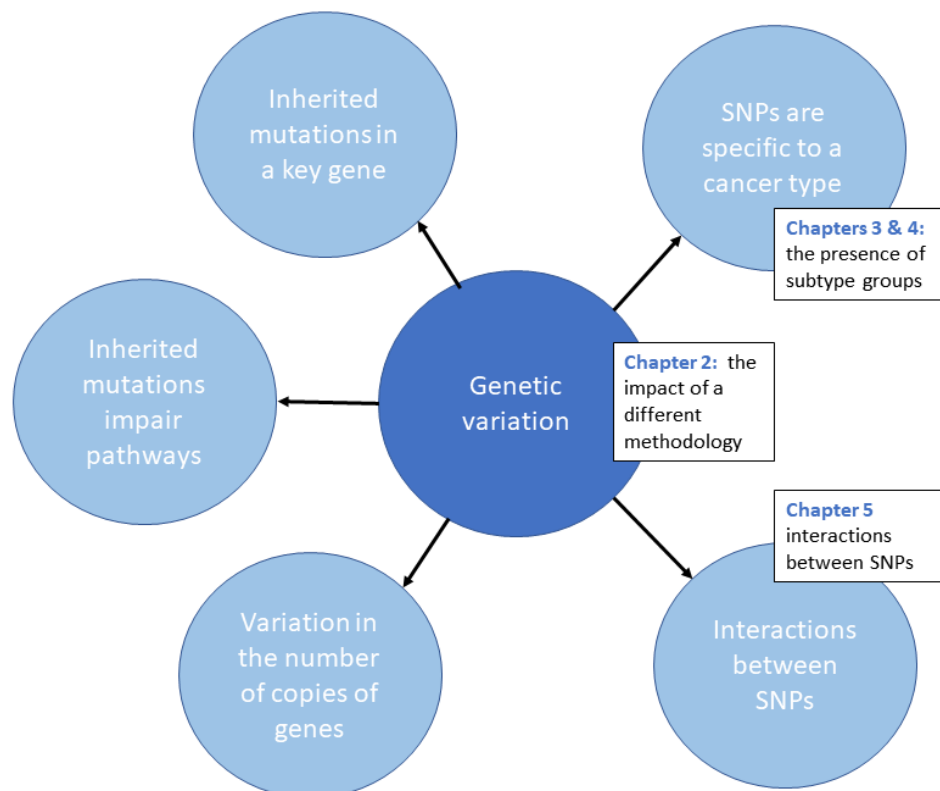 Inherited
mutations in
a key gene
SNPs are
specific to a
cancer type
Chapters 3 & 4:
the presence of
subtype groups
Inherited
mutations
impair
pathways
Genetic
variation
Chapter 2: the
impact of a
different
methodology
Chapter 5
interactions
between SNPs
Variation in
the number
of copies of
genes
Interactions
between
SNPs